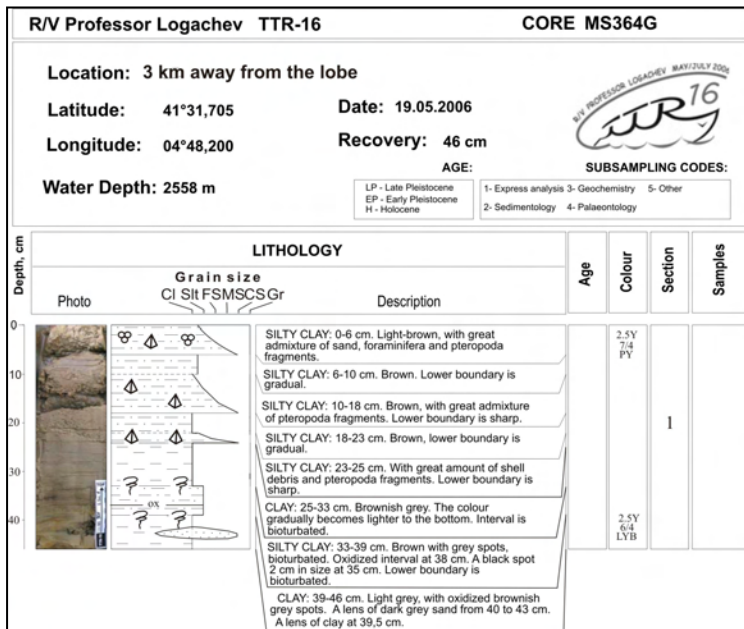 R/V Professor Logachev TTR-16 CORE MS364G
Location: 3 km away from the lobe
Latitude: 41°31,705
Longitude: 04°48,200
Water Depth: 2558 m
Date: 19.05.2006
Recovery: 46 cm
R/V PROFESSOR LOGACHEV MAY/JULY 2006
TTR 16
AGE:
LP - Late Pleistocene
EP - Early Pleistocene
H - Holocene
SUBSAMPLING CODES:
1- Express analysis 3- Geochemistry 5- Other
2- Sedimentology 4- Palaeontology
Depth, cm
LITHOLOGY
Grain size
Photo
Cl Slt FS MS CS Gr
Description
Age
Colour
Section
Samples
0
10
20
30
40
ox
SILTY CLAY: 0-6 cm. Light-brown, with great
admixture of sand, foraminifera and pteropoda
fragments.
SILTY CLAY: 6-10 cm. Brown. Lower boundary is
gradual.
SILTY CLAY: 10-18 cm. Brown, with great admixture
of pteropoda fragments. Lower boundary is sharp.
SILTY CLAY: 18-23 cm. Brown, lower boundary is
gradual.
SILTY CLAY: 23-25 cm. With great amount of shell
debris and pteropoda fragments. Lower boundary is
sharp.
CLAY: 25-33 cm. Brownish grey. The colour
gradually becomes lighter to the bottom. Interval is
bioturbated.
SILTY CLAY: 33-39 cm. Brown with grey spots,
bioturbated. Oxidized interval at 38 cm. A black spot
2 cm in size at 35 cm. Lower boundary is
bioturbated.
CLAY: 39-46 cm. Light grey, with oxidized brownish
grey spots. A lens of dark grey sand from 40 to 43 cm.
A lens of clay at 39,5 cm.
2.5Y
7/4
PY
2.5Y
6/4
LYB
1